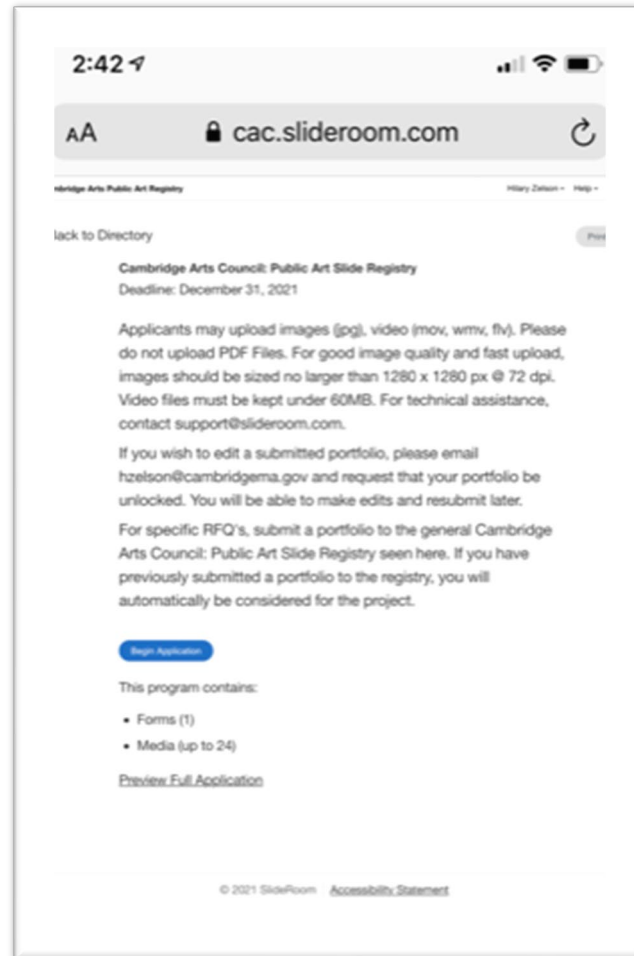 2:42
AA cac.slideroom.com
mbridge Arts Public Art Registry Hilary Zelson Help
Back to Directory Print
Cambridge Arts Council: Public Art Slide Registry
Deadline: December 31, 2021
Applicants may upload images (jpg), video (mov, wmv, flv). Please
do not upload PDF Files. For good image quality and fast upload,
images should be sized no larger than 1280 x 1280 px @ 72 dpi.
Video files must be kept under 60MB. For technical assistance,
contact support@slideroom.com.
If you wish to edit a submitted portfolio, please email
hzelson@cambridgema.gov and request that your portfolio be
unlocked. You will be able to make edits and resubmit later.
For specific RFQ's, submit a portfolio to the general Cambridge
Arts Council: Public Art Slide Registry seen here. If you have
previously submitted a portfolio to the registry, you will
automatically be considered for the project.
Begin Application
This program contains:
• Forms (1)
• Media (up to 24)
Preview Full Application
© 2021 SlideRoom Accessibility Statement